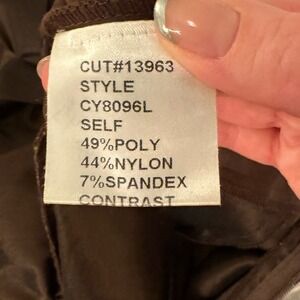 CUT#13963
STYLE
CY8096L
SELF
49%POLY
44%NYLON
7%SPANDEX
CONTRAST